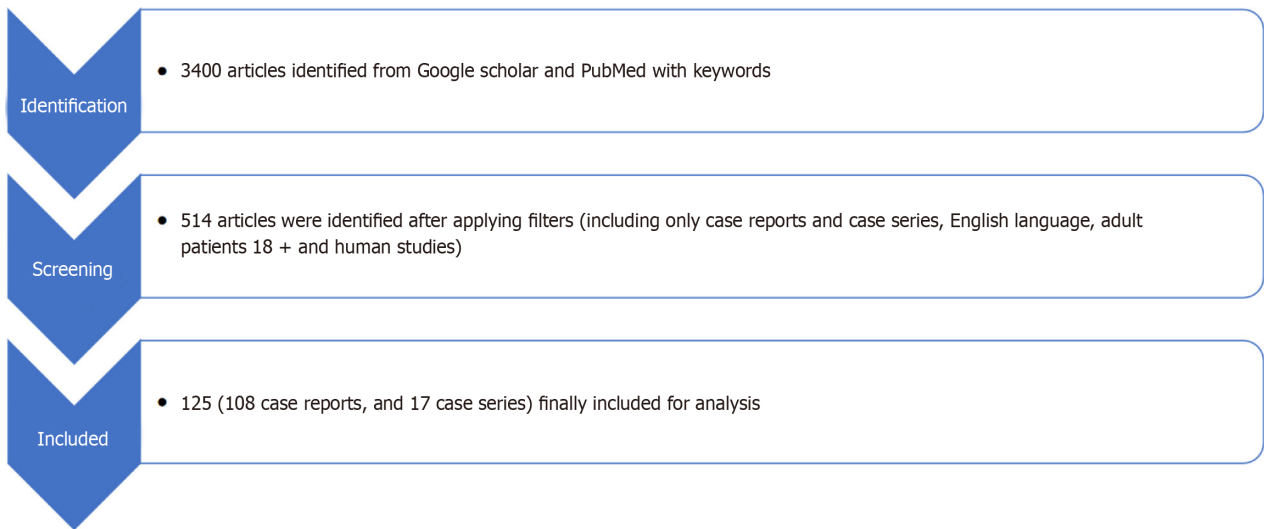 Identification
• 3400 articles identified from Google scholar and PubMed with keywords
Screening
• 514 articles were identified after applying filters (including only case reports and case series, English language, adult
patients 18 + and human studies)
Included
• 125 (108 case reports, and 17 case series) finally included for analysis